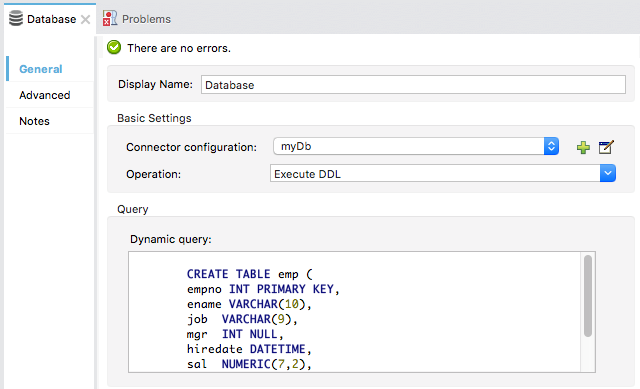 Database
Problems
There are no errors.
General
Advanced
Notes
Display Name: Database
Basic Settings
Connector configuration: myDb
Operation: Execute DDL
Query
Dynamic query:
CREATE TABLE emp (
empno INT PRIMARY KEY,
ename VARCHAR(10),
job VARCHAR(9),
mgr INT NULL,
hiredate DATETIME,
sal NUMERIC(7,2),